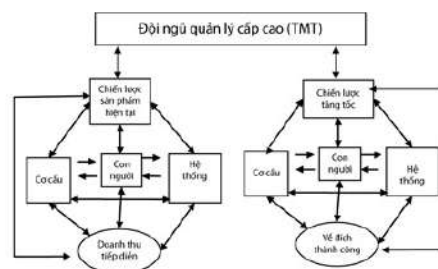 Đội ngũ quản lý cấp cao (TMT)
Chiến lược
sản phẩm
hiện tại
Cơ cấu
Con
người
Hệ
thống
Doanh thu
tiếp diễn
Chiến lược
tăng tốc
Cơ cấu
Con
người
Hệ
thống
Về đích
thành công